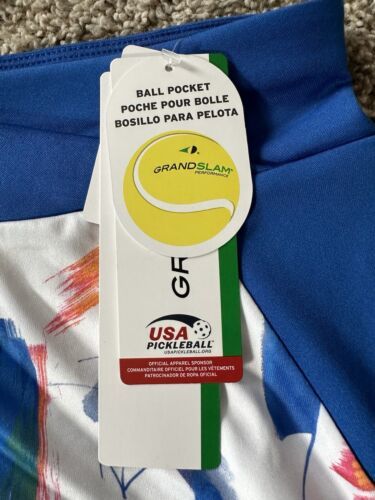 BALL POCKET
POCHE POUR BOLLE
BOSILLO PARA PELOTA
GRANDSLAM
PERFORMANCE
GR
USA
PICKLEBALL
USAPICKLEBALL.ORG
OFFICIAL APPAREL SPONSOR
COMMANDITAIRE OFFICIEL POUR LES VÊTEMENTS
PATROCINADOR DE ROPA OFICIAL